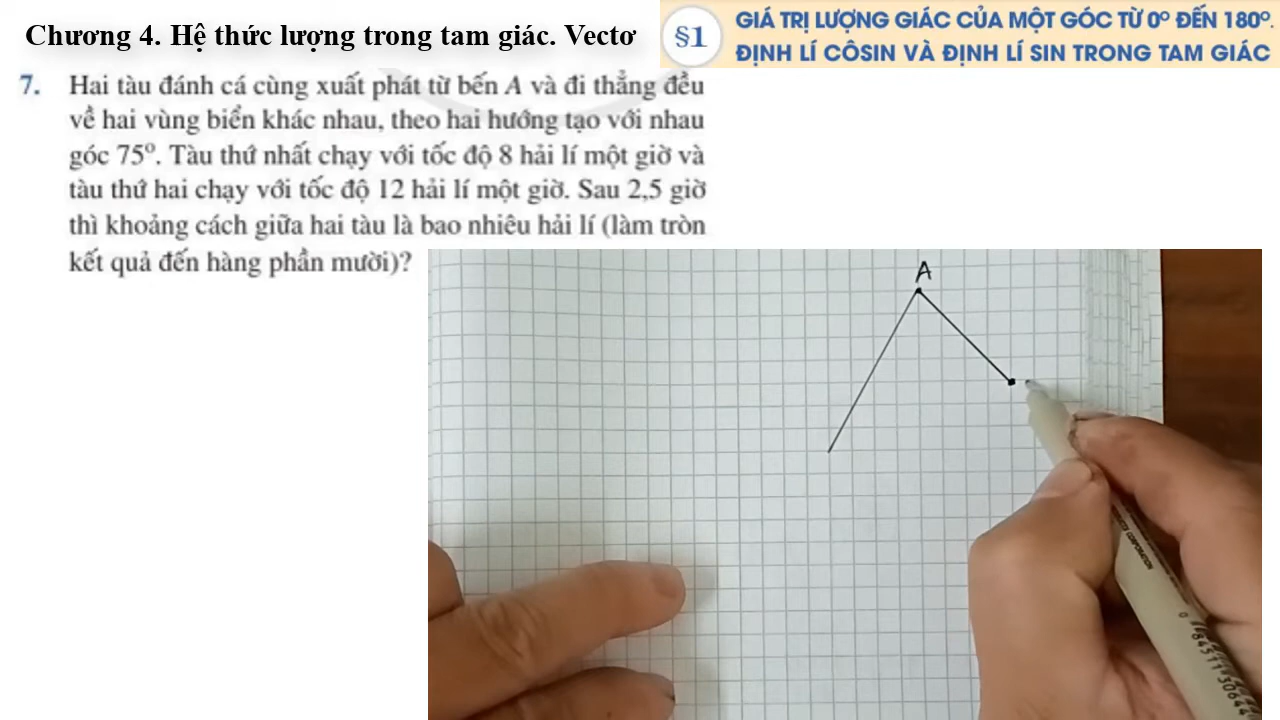 Chương 4. Hệ thức lượng trong tam giác. Vectơ
§1
GIÁ TRỊ LƯỢNG GIÁC CỦA MỘT GÓC TỪ 0° ĐẾN 180°.
ĐỊNH LÍ CÔSIN VÀ ĐỊNH LÍ SIN TRONG TAM GIÁC
7. Hai tàu đánh cá cùng xuất phát từ bến A và đi thẳng đều
về hai vùng biển khác nhau, theo hai hướng tạo với nhau
góc 75°. Tàu thứ nhất chạy với tốc độ 8 hải lí một giờ và
tàu thứ hai chạy với tốc độ 12 hải lí một giờ. Sau 2,5 giờ
thì khoảng cách giữa hai tàu là bao nhiêu hải lí (làm tròn
kết quả đến hàng phần mười)?
A